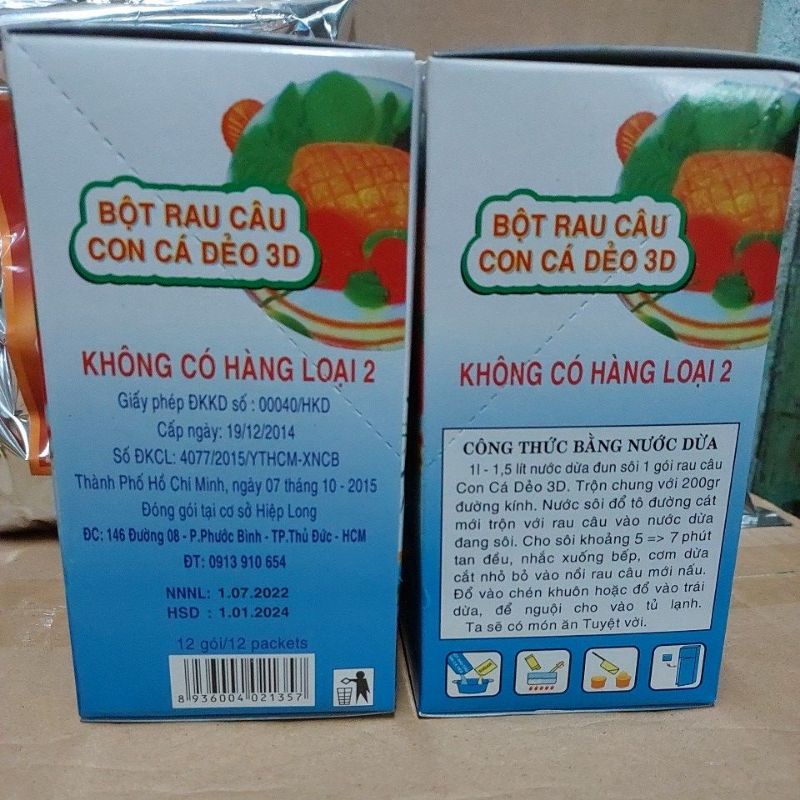 BỘT RAU CÂU
CON CÁ DẺO 3D
KHÔNG CÓ HÀNG LOẠI 2
Giấy phép ĐKKD số : 00040/HKD
Cấp ngày: 19/12/2014
Số ĐKCL: 4077/2015/YTHCM-XNCB
Thành Phố Hồ Chí Minh, ngày 07 tháng 10 - 2015
Đóng gói tại cơ sở Hiệp Long
ĐC: 146 Đường 08 - P.Phước Bình - TP.Thủ Đức - HCM
ĐT: 0913 910 654
NNNL: 1.07.2022
HSD : 1.01.2024
12 gói/12 packets
8 936004 021357
BỘT RAU CÂU
CON CÁ DẺO 3D
KHÔNG CÓ HÀNG LOẠI 2
CÔNG THỨC BẰNG NƯỚC DỪA
1l - 1,5 lít nước dừa đun sôi 1 gói rau câu
Con Cá Dẻo 3D. Trộn chung với 200gr
đường kính. Nước sôi đổ tô đường cát
mới trộn với rau câu vào nước dừa
đang sôi. Cho sôi khoảng 5 => 7 phút
tan đều, nhắc xuống bếp, cơm dừa
cắt nhỏ bỏ vào nồi rau câu mới nấu.
Đổ vào chén khuôn hoặc đổ vào trái
dừa, để nguội cho vào tủ lạnh.
Ta sẽ có món ăn Tuyệt vời.